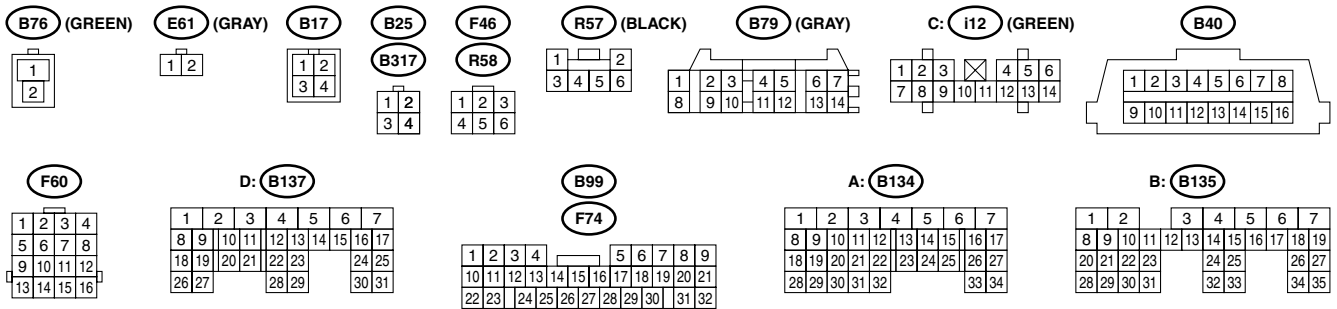 B76 (GREEN) E61 (GRAY) B17 B25 F46 R57 (BLACK) B79 (GRAY) C: i12 (GREEN) B40
B317 R58
1
2
1 2
1 2
3 4
1 2
3 4
1 2 3
4 5 6
1 2
3 4 5 6
1 2 3 4 5 6 7
8 9 10 11 12 13 14
1 2 3 4 5 6
7 8 9 10 11 12 13 14
1 2 3 4 5 6 7 8
9 10 11 12 13 14 15 16
F60 D: B137 B99 A: B134 B: B135
F74
1 2 3 4
5 6 7 8
9 10 11 12
13 14 15 16
1 2 3 4 5 6 7
8 9 10 11 12 13 14 15 16 17
18 19 20 21 22 23 24 25
26 27 28 29 30 31
1 2 3 4 5 6 7 8 9
10 11 12 13 14 15 16 17 18 19 20 21
22 23 24 25 26 27 28 29 30 31 32
1 2 3 4 5 6 7
8 9 10 11 12 13 14 15 16 17
18 19 20 21 22 23 24 25 26 27
28 29 30 31 32 33 34
1 2 3 4 5 6 7
8 9 10 11 12 13 14 15 16 17 18 19
20 21 22 23 24 25 26 27
28 29 30 31 32 33 34 35